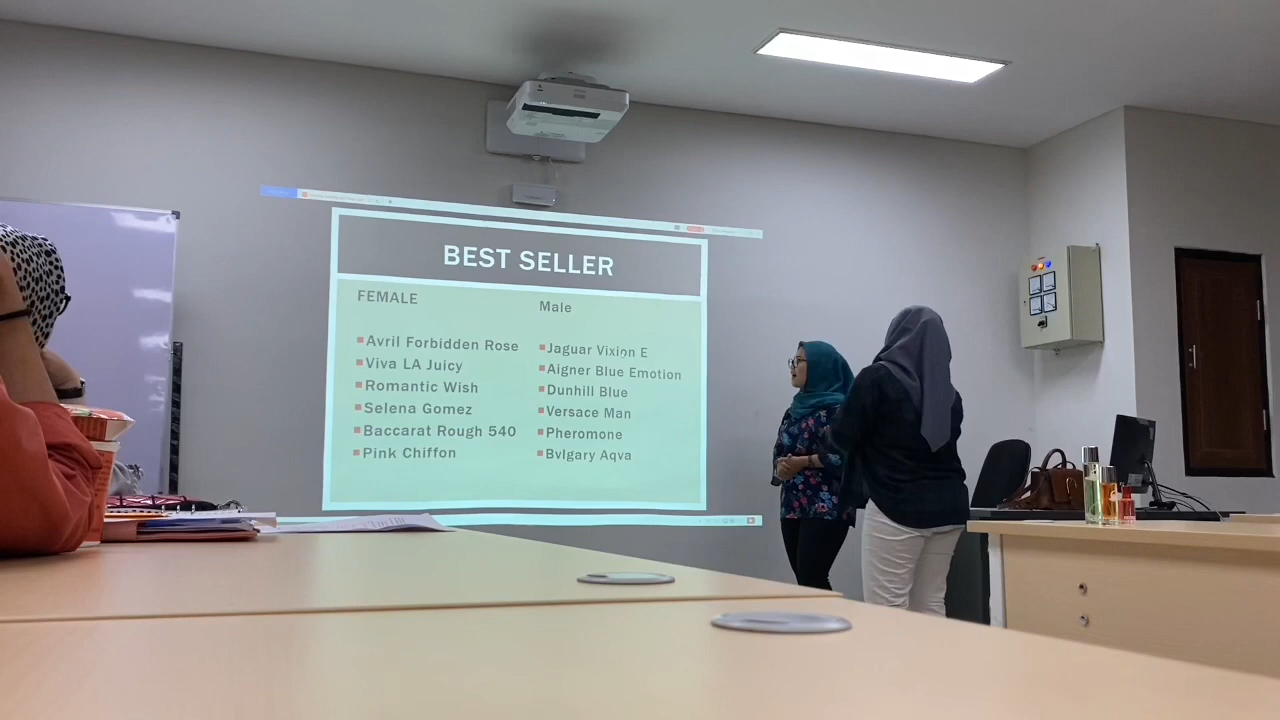 BEST SELLER
FEMALE
Avril Forbidden Rose
Viva LA Juicy
Romantic Wish
Selena Gomez
Baccarat Rough 540
Pink Chiffon
Male
Jaguar Vixion E
Aigner Blue Emotion
Dunhill Blue
Versace Man
Pheromone
Bvlgary Aqva